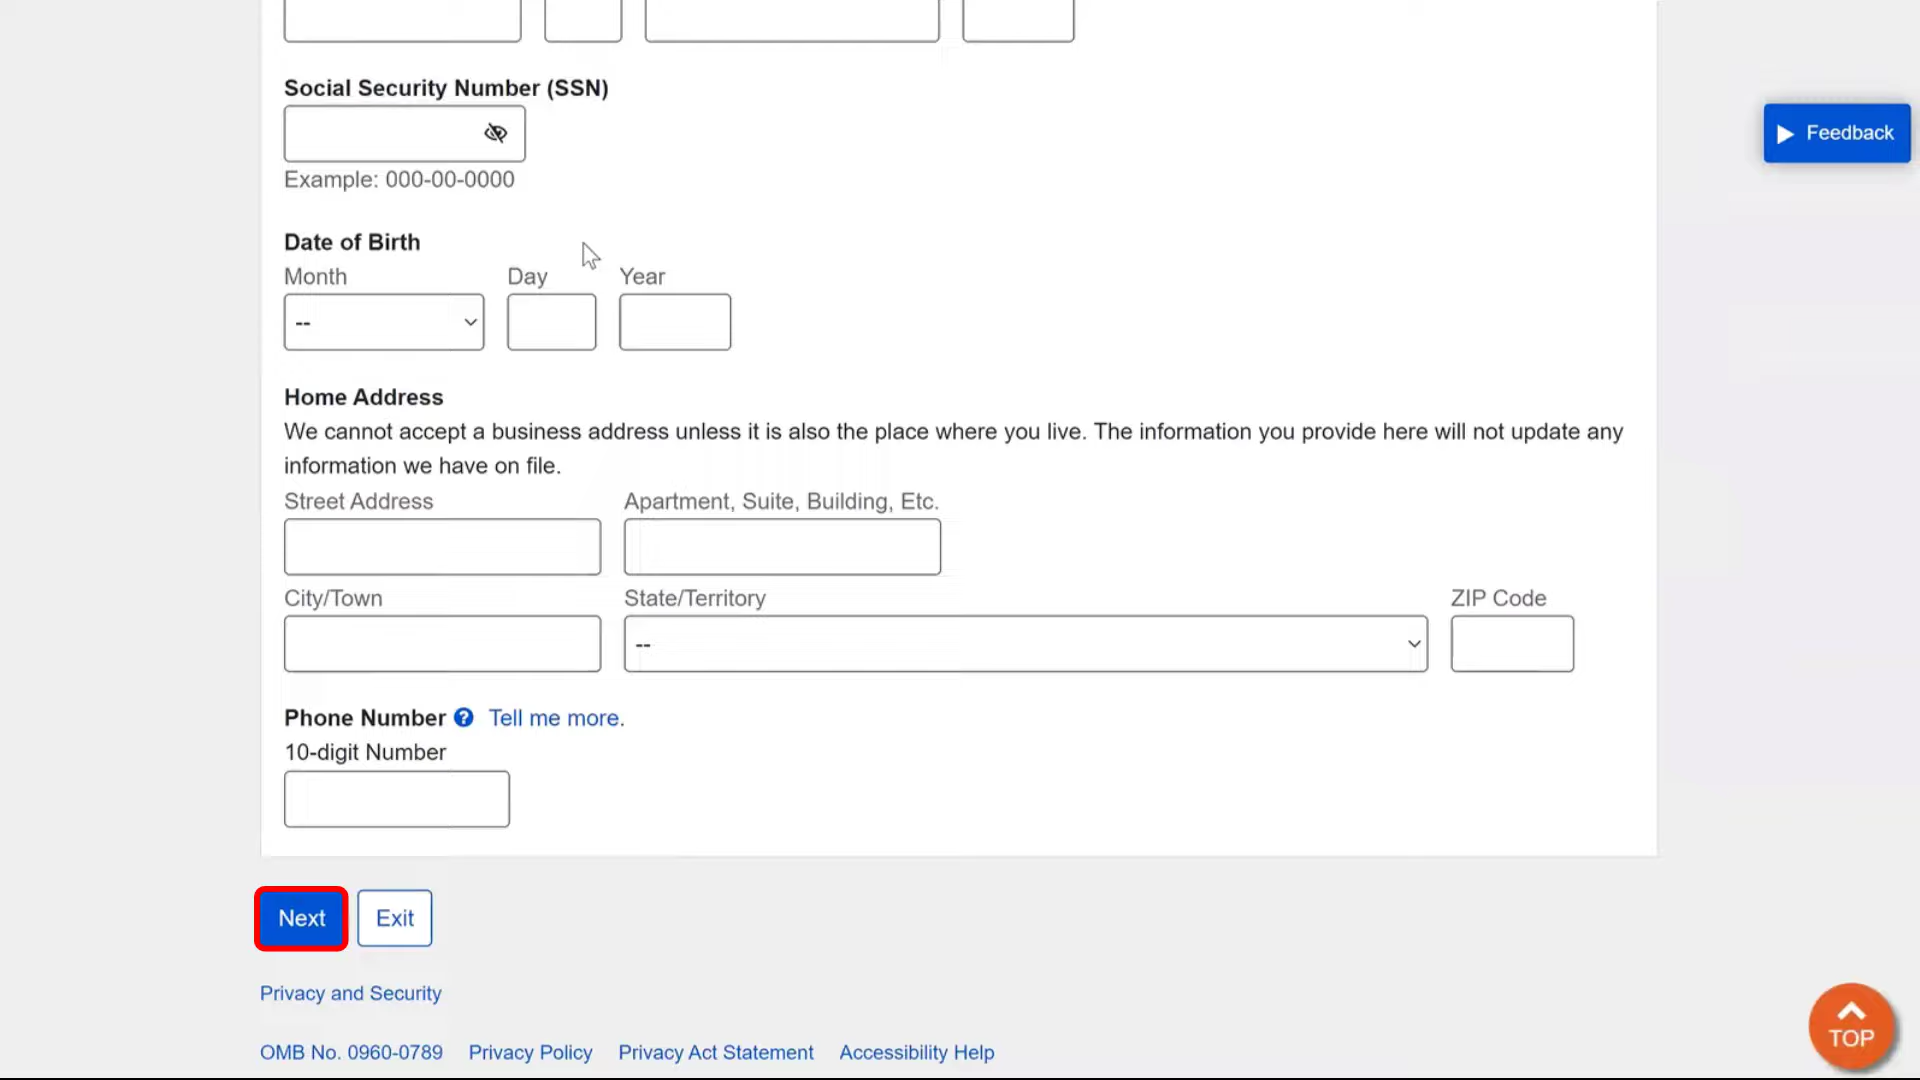 Social Security Number (SSN)
Example: 000-00-0000
Feedback
Date of Birth
Month Day Year
--
Home Address
We cannot accept a business address unless it is also the place where you live. The information you provide here will not update any
information we have on file.
Street Address Apartment, Suite, Building, Etc.
City/Town State/Territory ZIP Code
--
Phone Number ? Tell me more.
10-digit Number
Next Exit
Privacy and Security
OMB No. 0960-0789 Privacy Policy Privacy Act Statement Accessibility Help
TOP